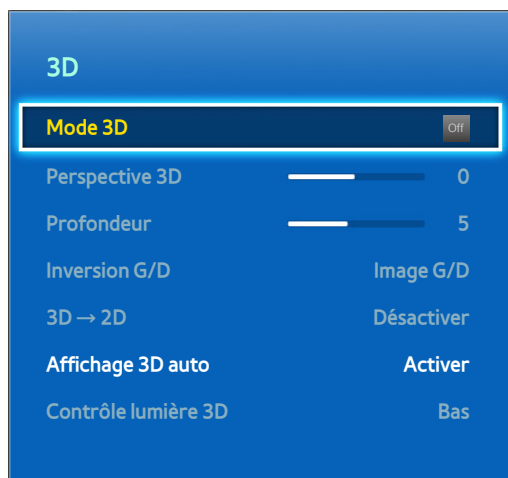 3D
Mode 3D Off
Perspective 3D 0
Profondeur 5
Inversion G/D Image G/D
3D → 2D Désactiver
Affichage 3D auto Activer
Contrôle lumière 3D Bas